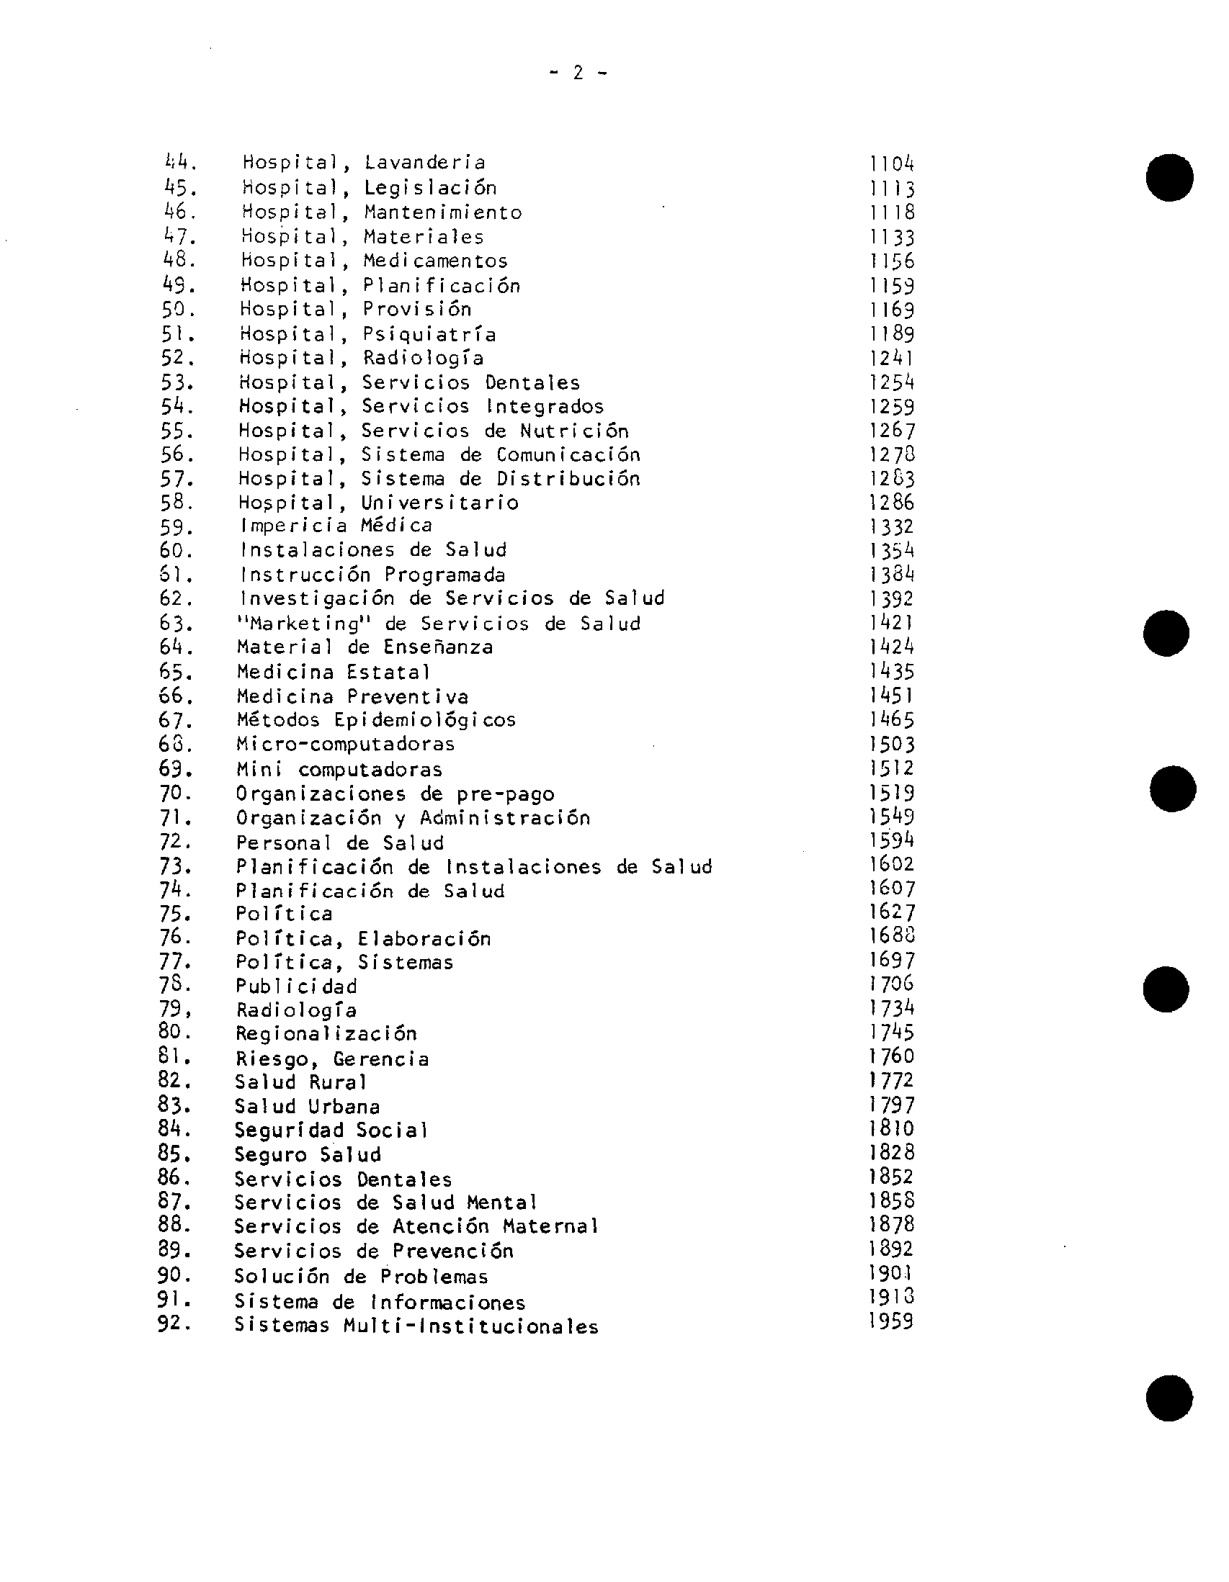 - 2 -
44. Hospital, Lavandería 1104
45. Hospital, Legislación 1113
46. Hospital, Mantenimiento 1118
47. Hospital, Materiales 1133
48. Hospital, Medicamentos 1156
49. Hospital, Planificación 1159
50. Hospital, Provisión 1169
51. Hospital, Psiquiatría 1189
52. Hospital, Radiología 1241
53. Hospital, Servicios Dentales 1254
54. Hospital, Servicios Integrados 1259
55. Hospital, Servicios de Nutrición 1267
56. Hospital, Sistema de Comunicación 1278
57. Hospital, Sistema de Distribución 1283
58. Hospital, Universitario 1286
59. Impericia Médica 1332
60. Instalaciones de Salud 1354
61. Instrucción Programada 1384
62. Investigación de Servicios de Salud 1392
63. "Marketing" de Servicios de Salud 1421
64. Material de Enseñanza 1424
65. Medicina Estatal 1435
66. Medicina Preventiva 1451
67. Métodos Epidemiológicos 1465
68. Micro-computadoras 1503
69. Mini computadoras 1512
70. Organizaciones de pre-pago 1519
71. Organización y Administración 1549
72. Personal de Salud 1594
73. Planificación de Instalaciones de Salud 1602
74. Planificación de Salud 1607
75. Política 1627
76. Política, Elaboración 1688
77. Política, Sistemas 1697
78. Publicidad 1706
79, Radiología 1734
80. Regionalización 1745
81. Riesgo, Gerencia 1760
82. Salud Rural 1772
83. Salud Urbana 1797
84. Seguridad Social 1810
85. Seguro Salud 1828
86. Servicios Dentales 1852
87. Servicios de Salud Mental 1858
88. Servicios de Atención Maternal 1878
89. Servicios de Prevención 1892
90. Solución de Problemas 1901
91. Sistema de Informaciones 1918
92. Sistemas Multi-Institucionales 1959